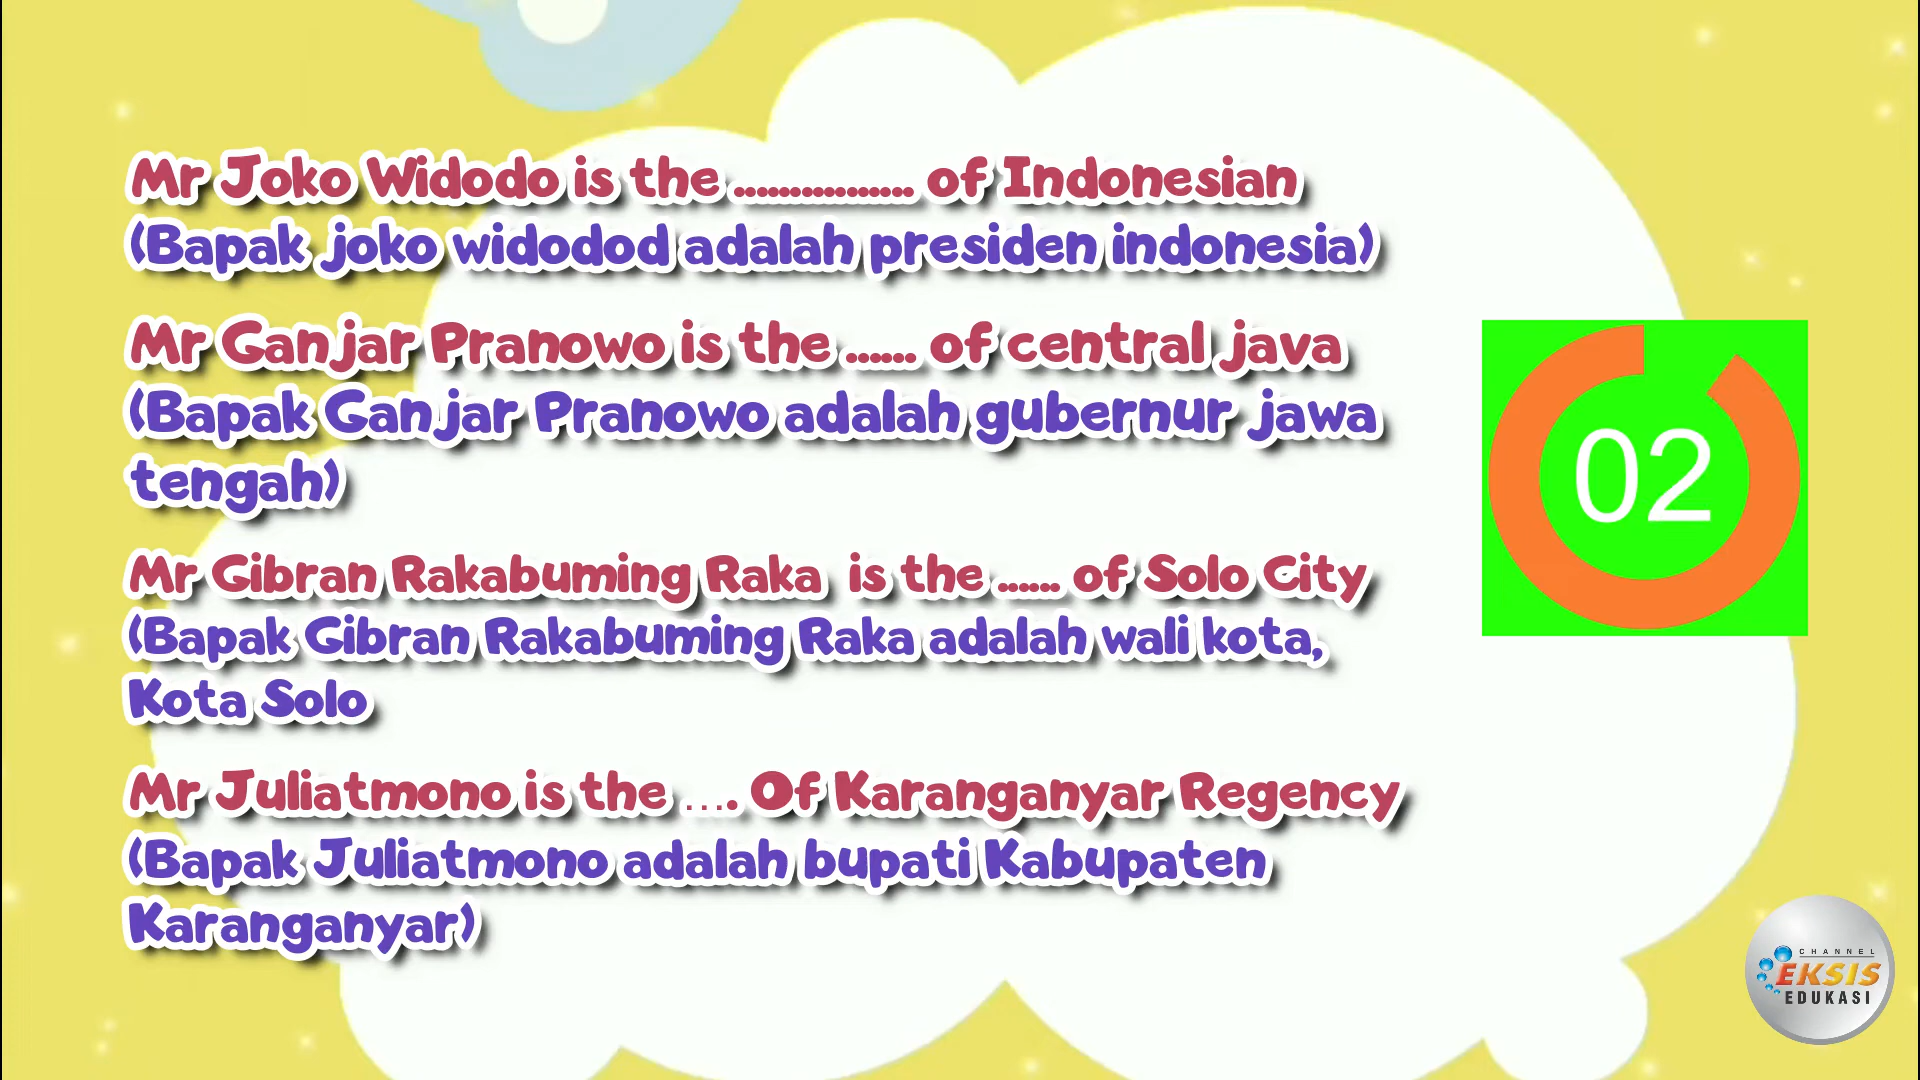 Mr Joko Widodo is the ................ of Indonesian
(Bapak joko widodod adalah presiden indonesia)
Mr Ganjar Pranowo is the ...... of central java
(Bapak Ganjar Pranowo adalah gubernur jawa
tengah)
Mr Gibran Rakabuming Raka is the ...... of Solo City
(Bapak Gibran Rakabuming Raka adalah wali kota,
Kota Solo
Mr Juliatmono is the .... Of Karanganyar Regency
(Bapak Juliatmono adalah bupati Kabupaten
Karanganyar)
02
CHANNEL
EKSIS
EDUKASI